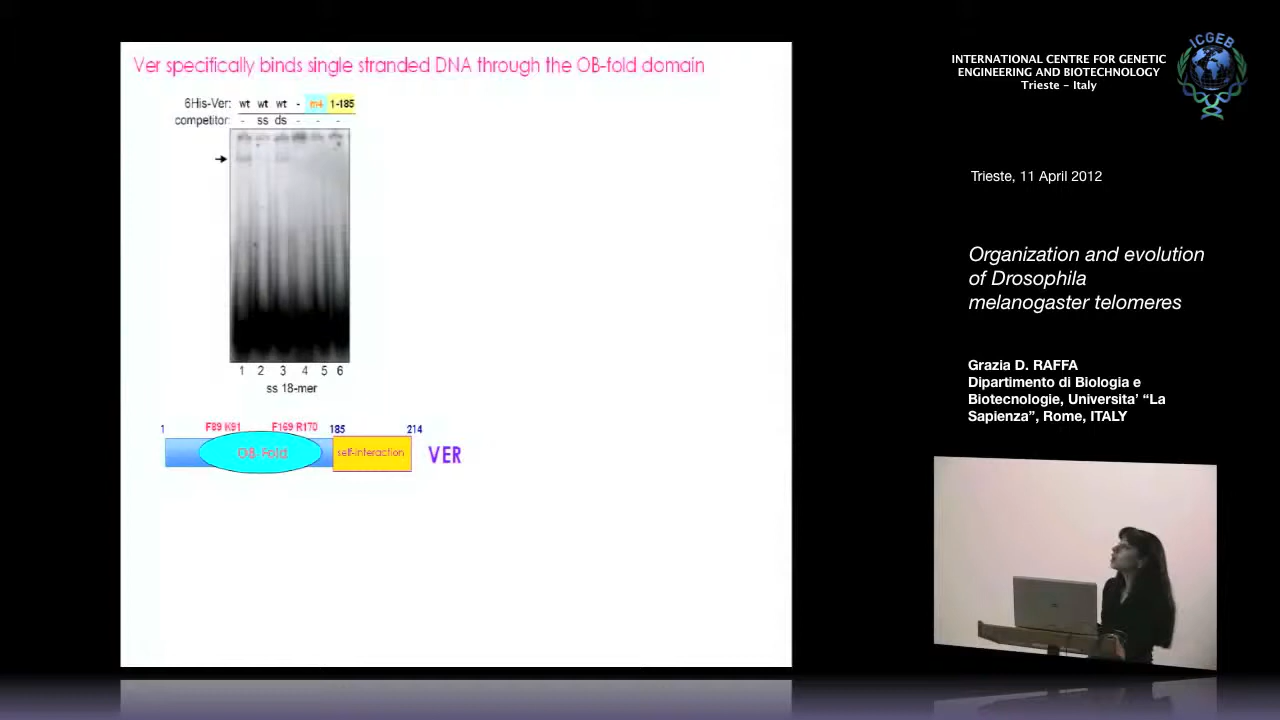 Ver specifically binds single stranded DNA through the OB-fold domain
6His-Ver: wt wt wt - m4 1-185
competitor: - ss ds - - -
1 2 3 4 5 6
ss 18-mer
1 F89 K91 F169 R170 185 214
OB-Fold self-interaction VER
ICGEB
INTERNATIONAL CENTRE FOR GENETIC
ENGINEERING AND BIOTECHNOLOGY
Trieste - Italy
Trieste, 11 April 2012
Organization and evolution
of Drosophila
melanogaster telomeres
Grazia D. RAFFA
Dipartimento di Biologia e
Biotecnologie, Universita' “La
Sapienza”, Rome, ITALY